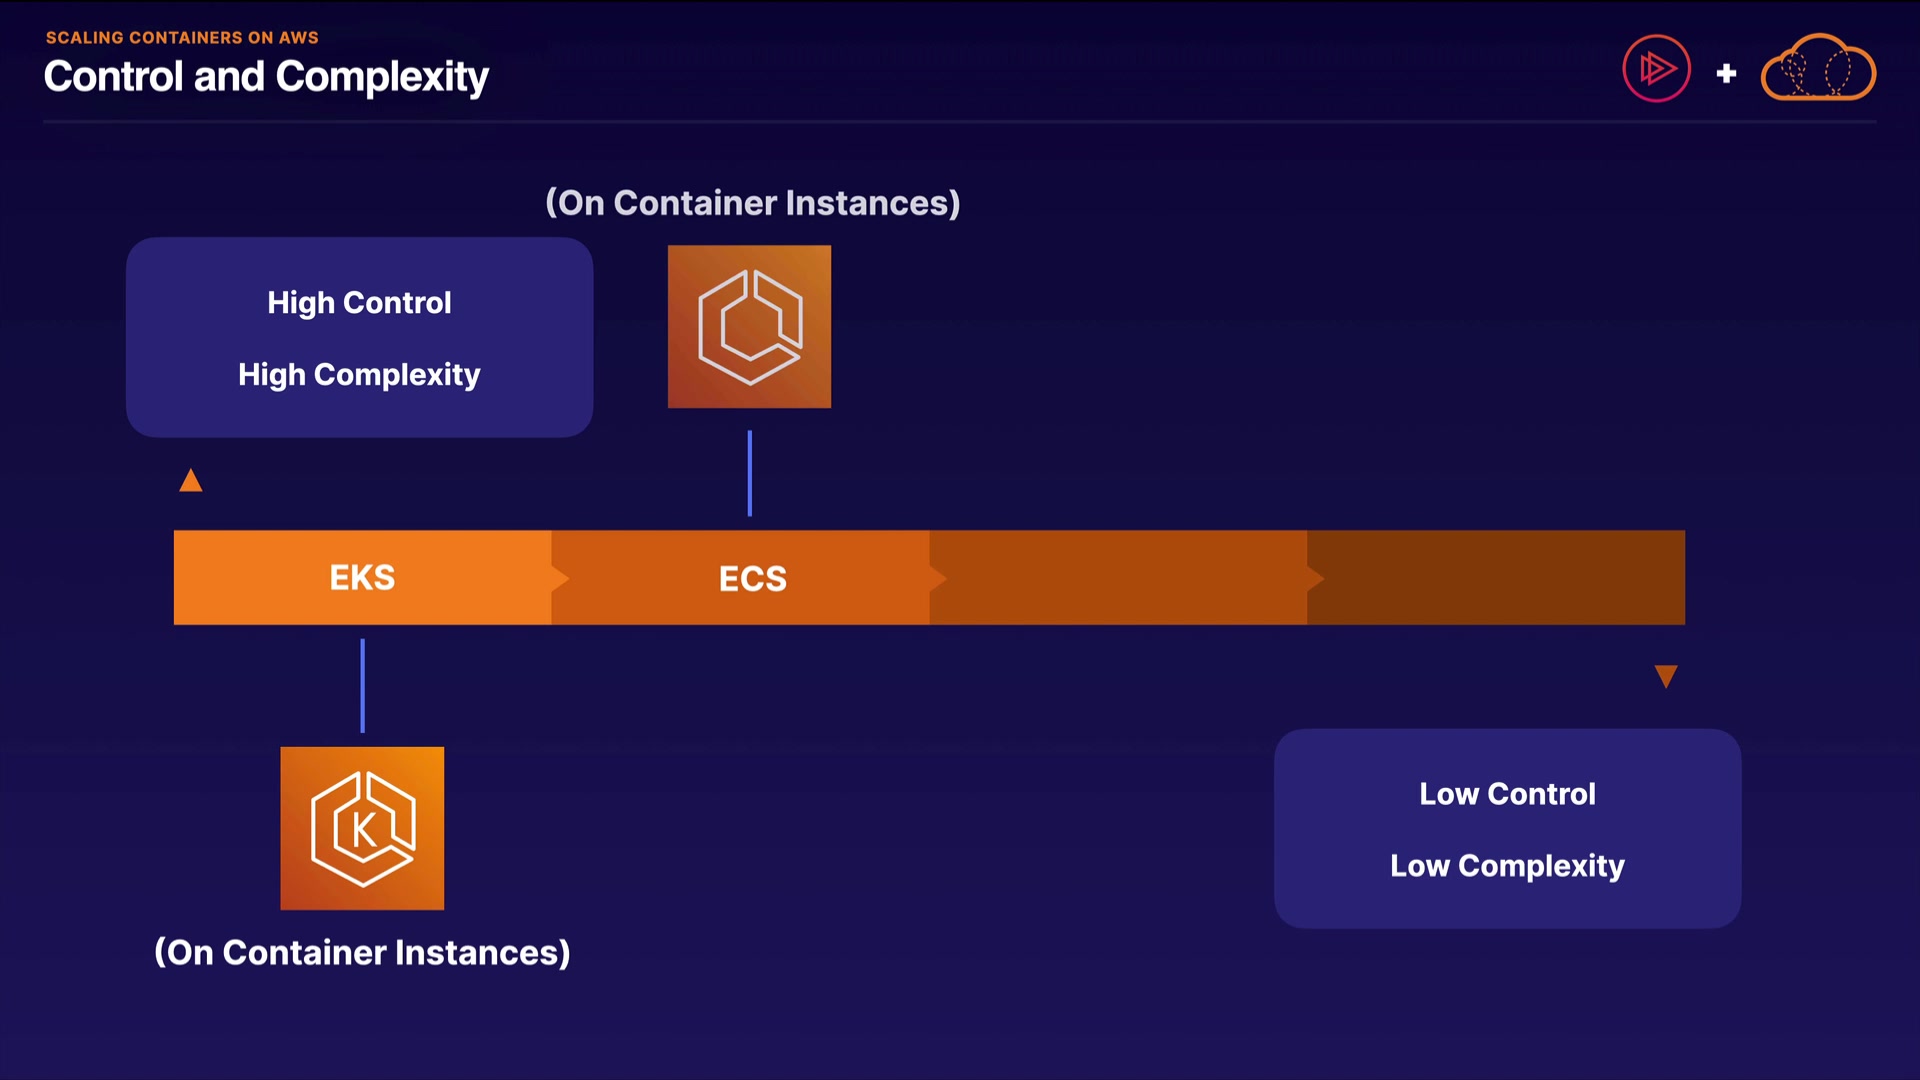 SCALING CONTAINERS ON AWS
Control and Complexity
(On Container Instances)
High Control
High Complexity
EKS
ECS
K
Low Control
Low Complexity
(On Container Instances)